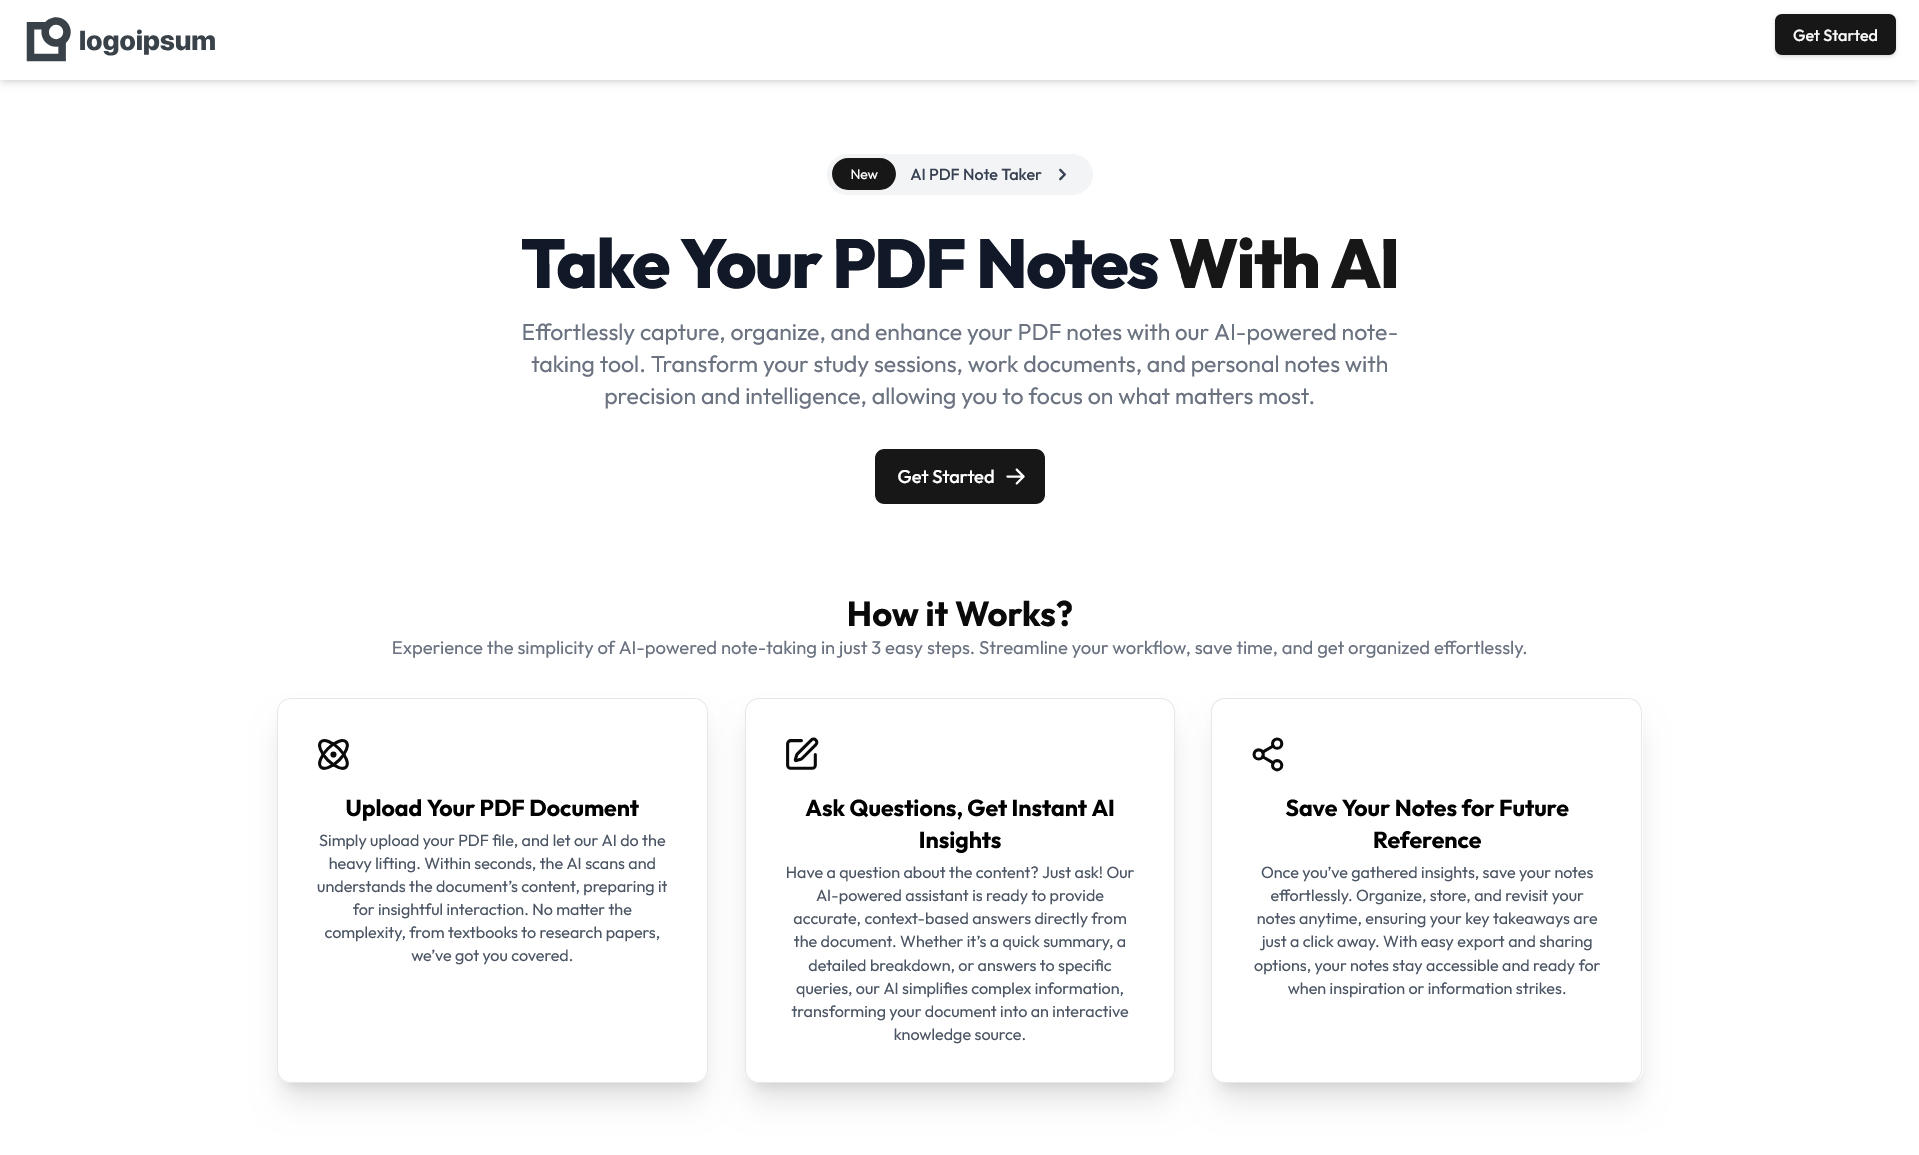 logoipsum
Get Started
New
AI PDF Note Taker
Take Your PDF Notes With AI
Effortlessly capture, organize, and enhance your PDF notes with our AI-powered note-
taking tool. Transform your study sessions, work documents, and personal notes with
precision and intelligence, allowing you to focus on what matters most.
Get Started
How it Works?
Experience the simplicity of AI-powered note-taking in just 3 easy steps. Streamline your workflow, save time, and get organized effortlessly.
Upload Your PDF Document
Simply upload your PDF file, and let our AI do the
heavy lifting. Within seconds, the AI scans and
understands the document’s content, preparing it
for insightful interaction. No matter the
complexity, from textbooks to research papers,
we’ve got you covered.
Ask Questions, Get Instant AI
Insights
Have a question about the content? Just ask! Our
AI-powered assistant is ready to provide
accurate, context-based answers directly from
the document. Whether it’s a quick summary, a
detailed breakdown, or answers to specific
queries, our AI simplifies complex information,
transforming your document into an interactive
knowledge source.
Save Your Notes for Future
Reference
Once you’ve gathered insights, save your notes
effortlessly. Organize, store, and revisit your
notes anytime, ensuring your key takeaways are
just a click away. With easy export and sharing
options, your notes stay accessible and ready for
when inspiration or information strikes.